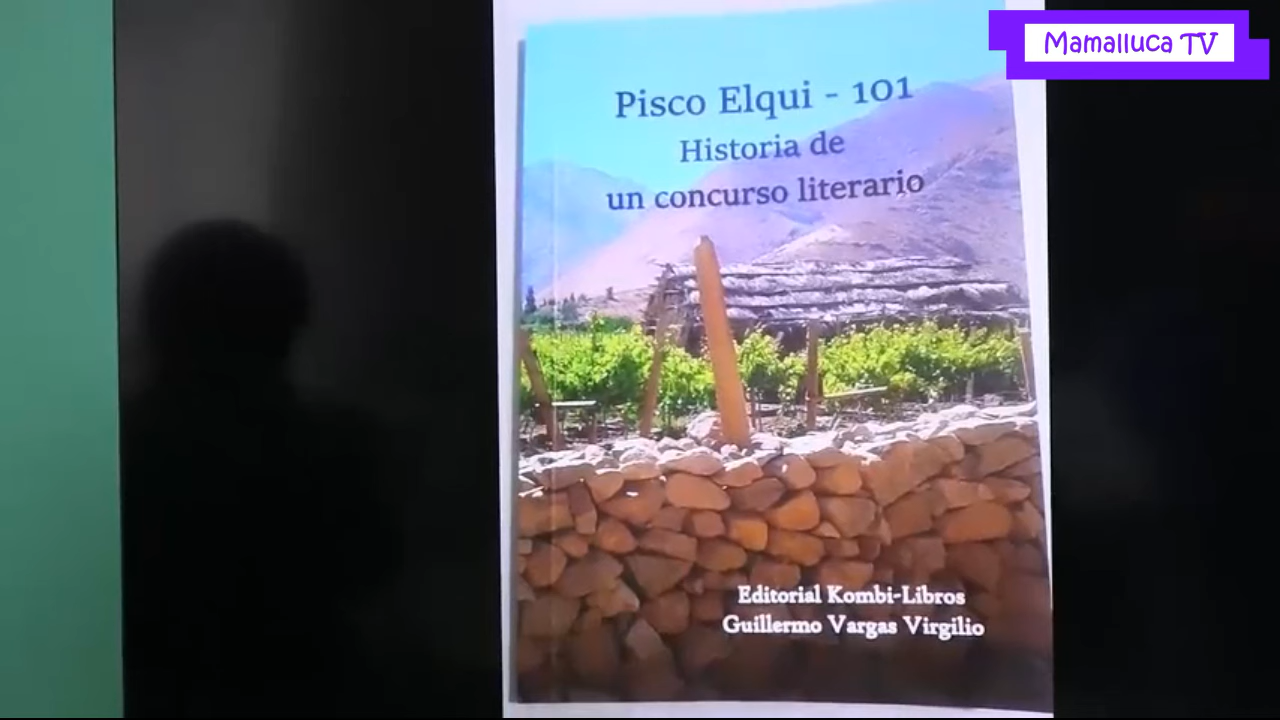 Mamalluca TV
Pisco Elqui - 101
Historia de
un concurso literario
Editorial Kombi-Libros
Guillermo Vargas Virgilio